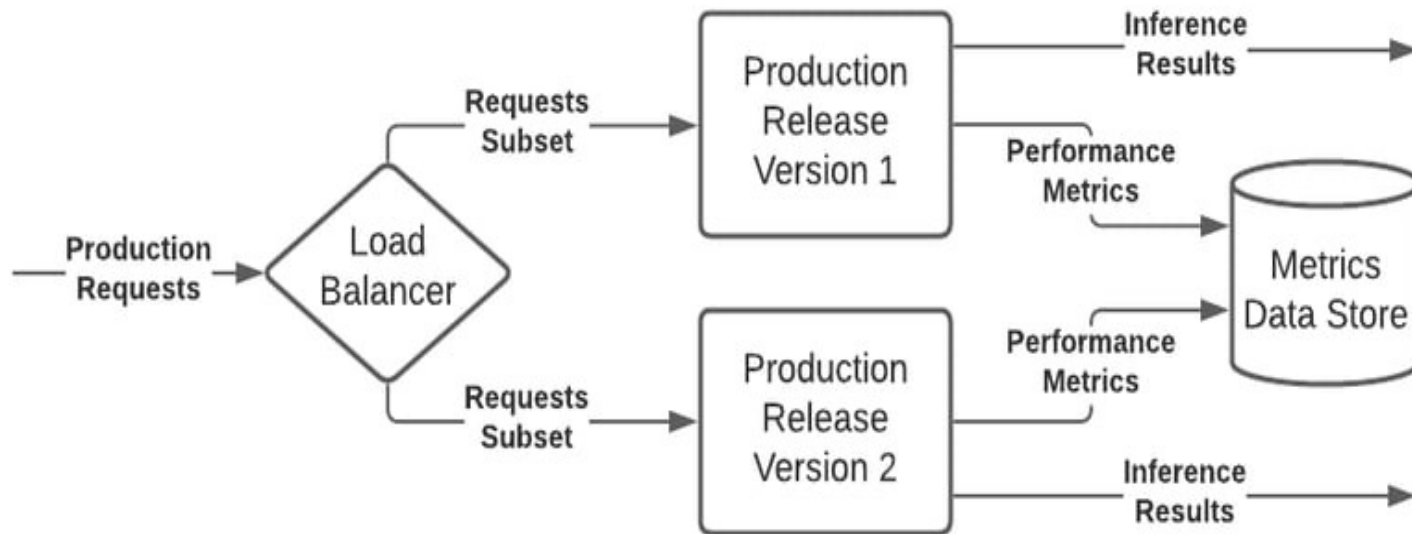 Production
Requests
Load
Balancer
Requests
Subset
Requests
Subset
Production
Release
Version 1
Production
Release
Version 2
Inference
Results
Performance
Metrics
Performance
Metrics
Inference
Results
Metrics
Data Store